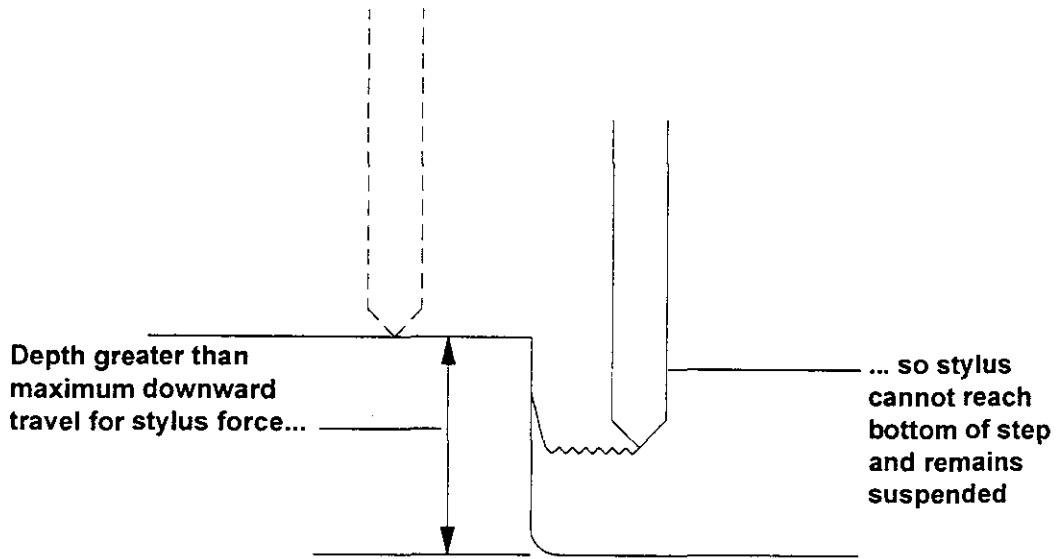 Depth greater than
maximum downward
travel for stylus force...
... so stylus
cannot reach
bottom of step
and remains
suspended